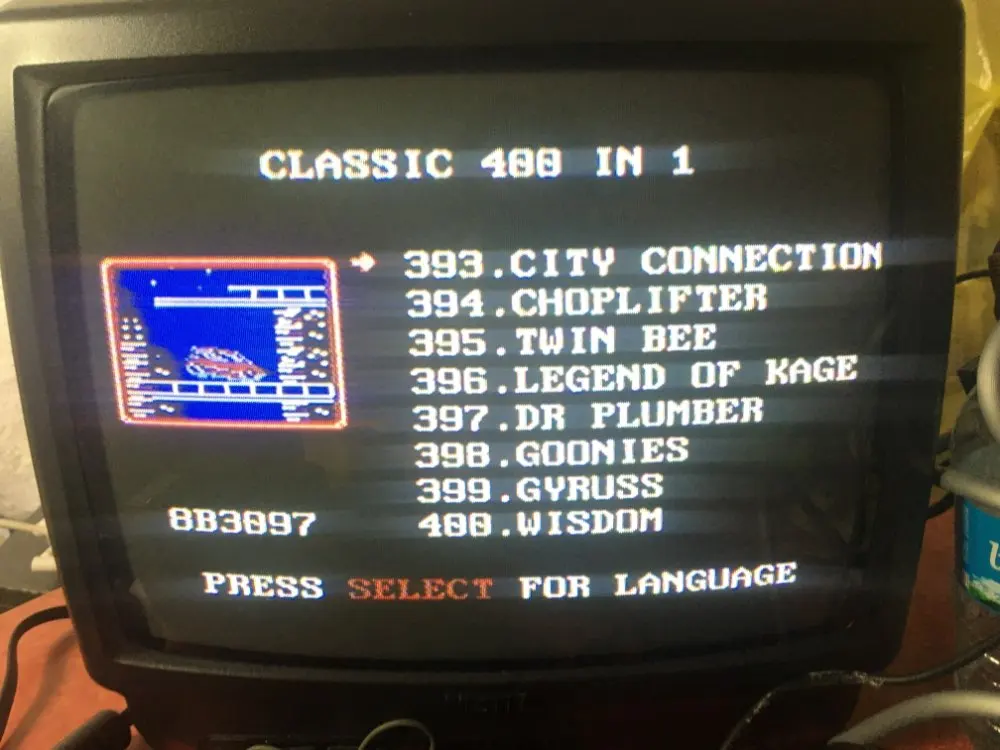 CLASSIC 400 IN 1
393.CITY CONNECTION
394.CHOPLIFTER
395.TWIN BEE
396.LEGEND OF KAGE
397.DR PLUMBER
398.GOONIES
399.GYRUSS
8B3097 400.WISDOM
PRESS SELECT FOR LANGUAGE